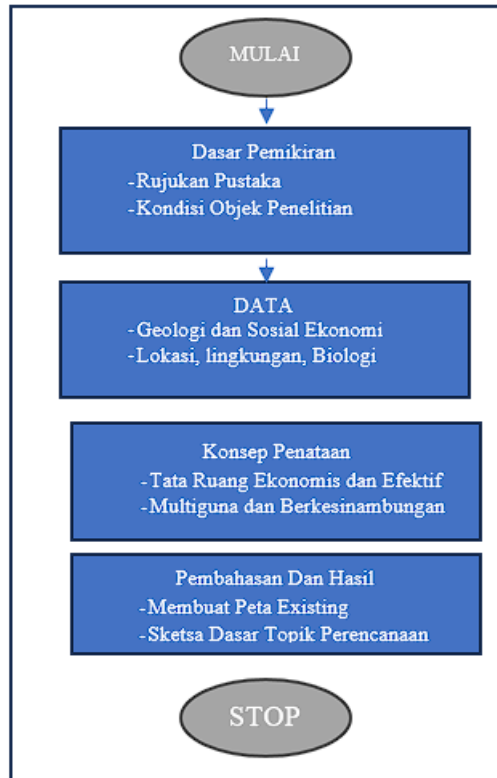 MULAI
Dasar Pemikiran
-Rujukan Pustaka
-Kondisi Objek Penelitian
DATA
-Geologi dan Sosial Ekonomi
-Lokasi, lingkungan, Biologi
Konsep Penataan
-Tata Ruang Ekonomis dan Efektif
-Multiguna dan Berkesinambungan
Pembahasan Dan Hasil
-Membuat Peta Existing
-Sketsa Dasar Topik Perencanaan
STOP